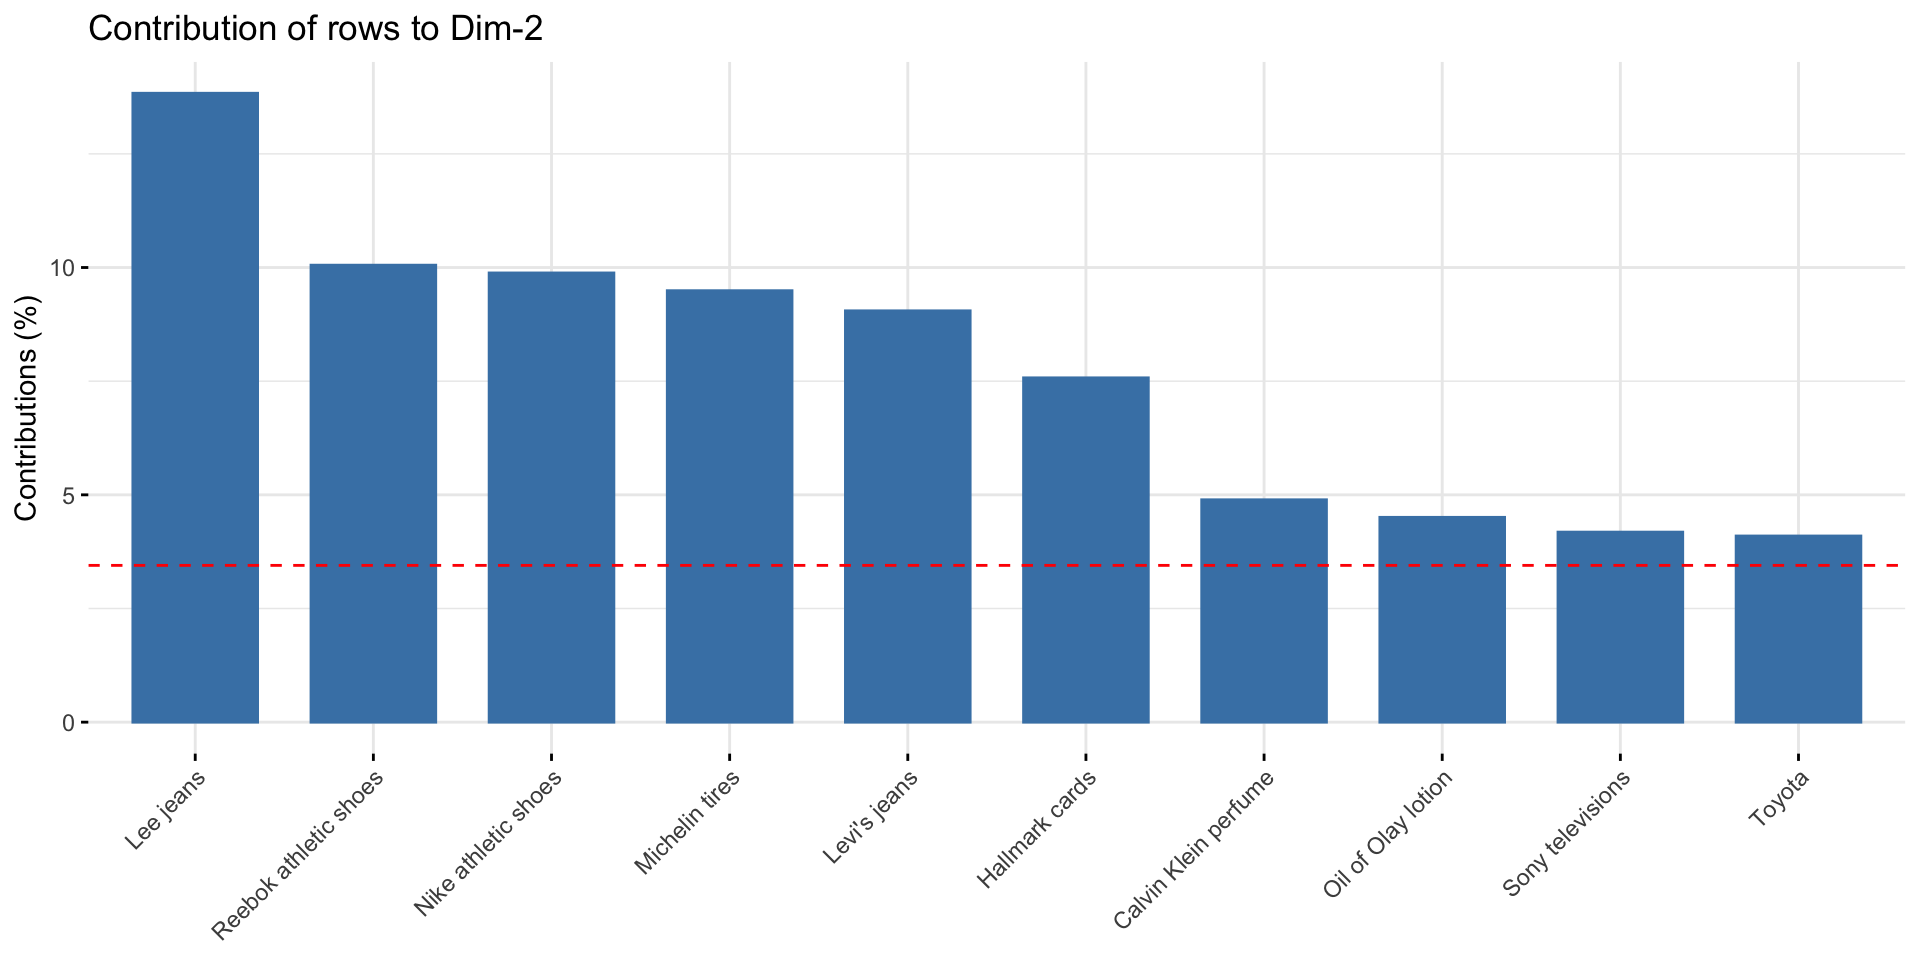 Contribution of rows to Dim-2
Contributions (%)
10
5
0
Lee jeans
Reebok athletic shoes
Nike athletic shoes
Michelin tires
Levi's jeans
Hallmark cards
Calvin Klein perfume
Oil of Olay lotion
Sony televisions
Toyota